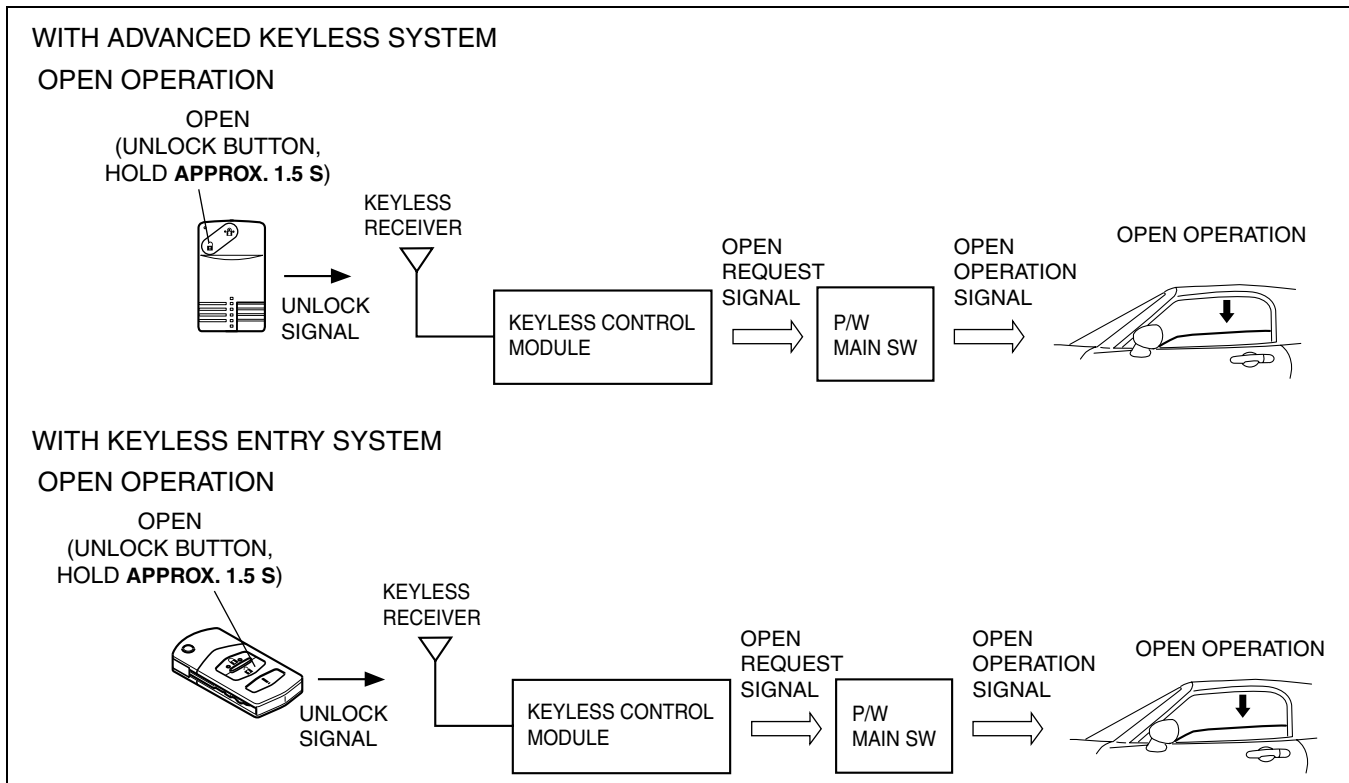 WITH ADVANCED KEYLESS SYSTEM
OPEN OPERATION
OPEN
(UNLOCK BUTTON,
HOLD APPROX. 1.5 S)
UNLOCK
SIGNAL
KEYLESS
RECEIVER
KEYLESS CONTROL
MODULE
OPEN
REQUEST
SIGNAL
P/W
MAIN SW
OPEN
OPERATION
SIGNAL
OPEN OPERATION
WITH KEYLESS ENTRY SYSTEM
OPEN OPERATION
OPEN
(UNLOCK BUTTON,
HOLD APPROX. 1.5 S)
UNLOCK
SIGNAL
KEYLESS
RECEIVER
KEYLESS CONTROL
MODULE
OPEN
REQUEST
SIGNAL
P/W
MAIN SW
OPEN
OPERATION
SIGNAL
OPEN OPERATION